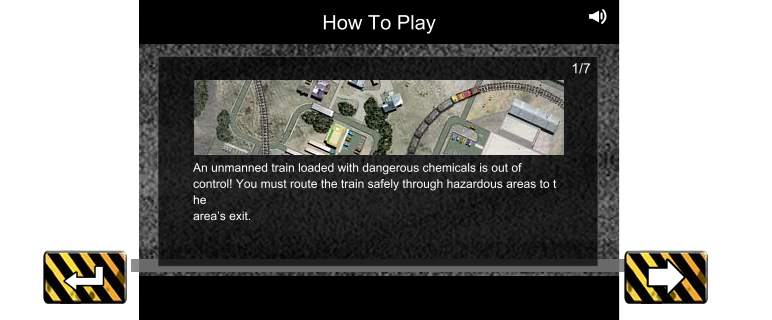 How To Play
1/7
An unmanned train loaded with dangerous chemicals is out of
control! You must route the train safely through hazardous areas to t
he
area's exit.